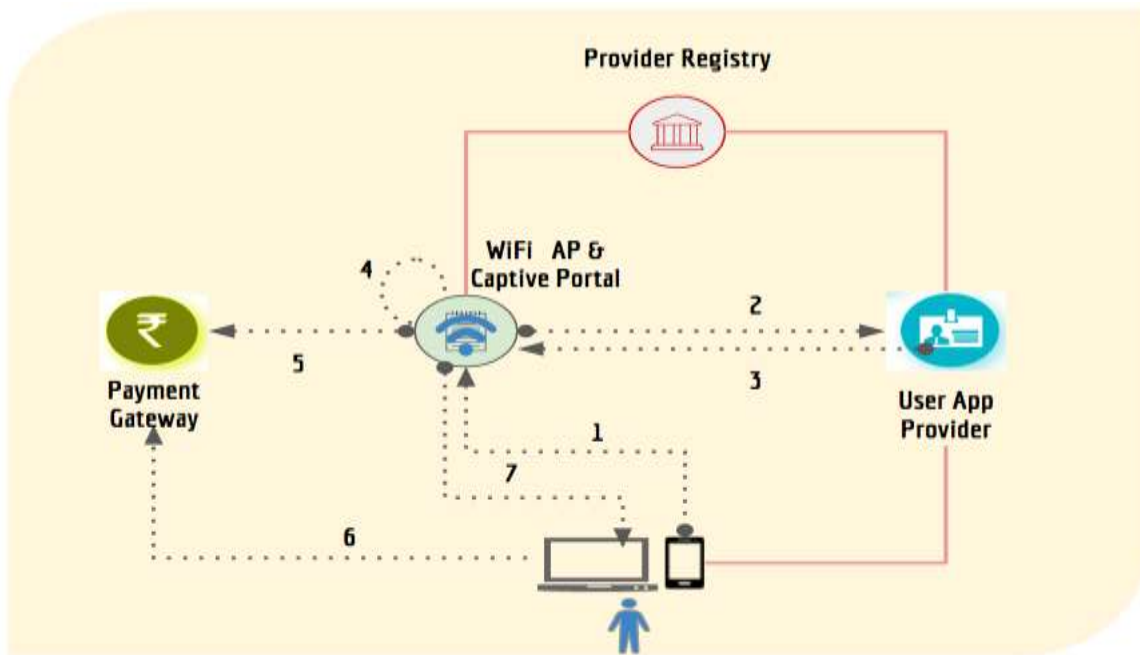 Provider Registry
WiFi AP &
Captive Portal
4
2
₹
5
3
Payment
Gateway
User App
Provider
1
7
6